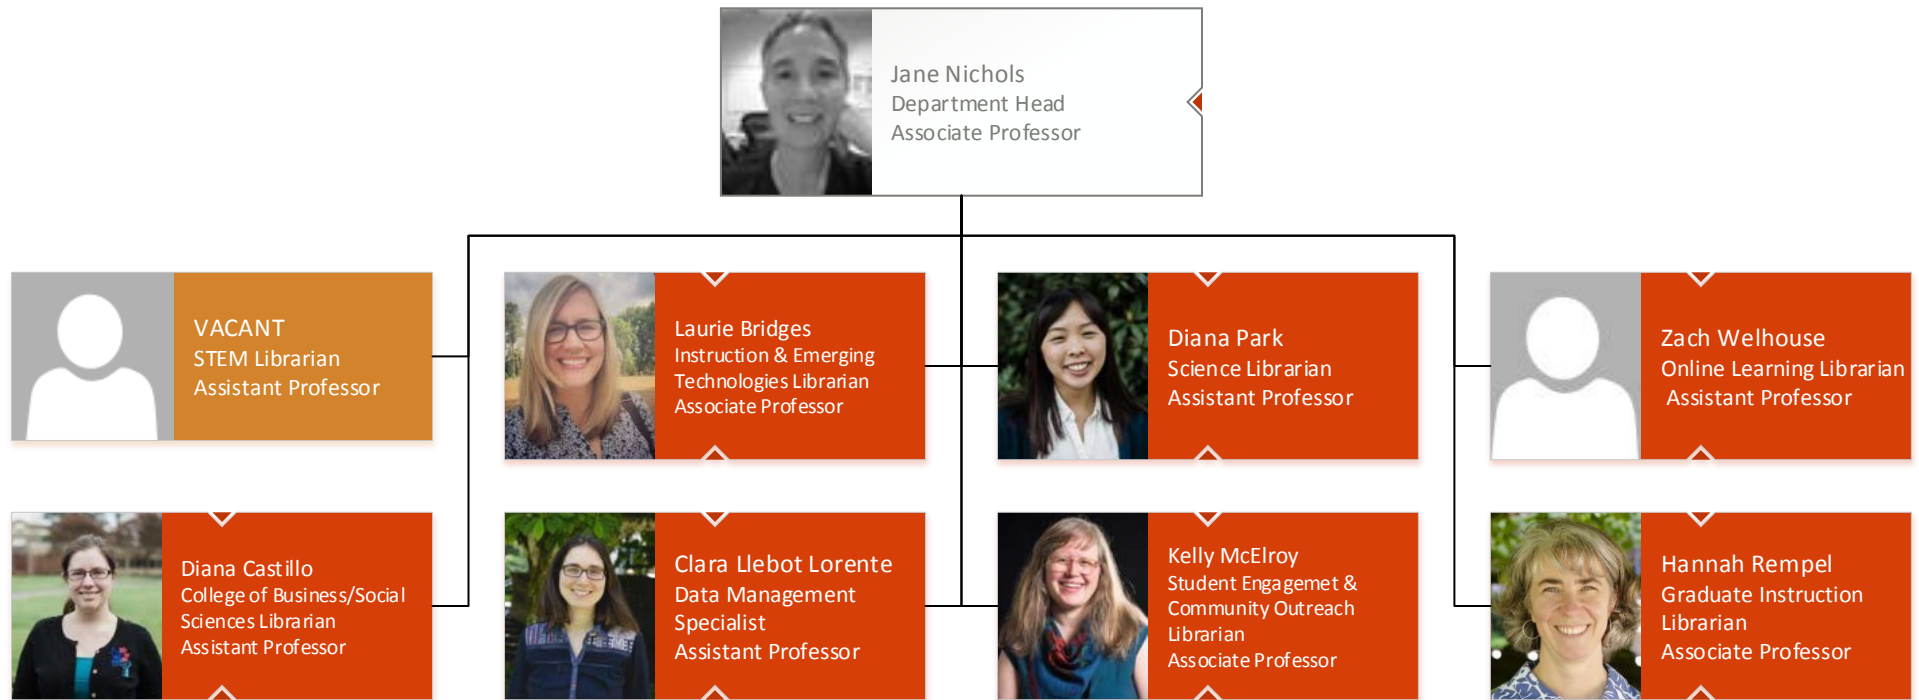 Jane Nichols
Department Head
Associate Professor
VACANT
STEM Librarian
Assistant Professor
Laurie Bridges
Instruction & Emerging
Technologies Librarian
Associate Professor
Diana Park
Science Librarian
Assistant Professor
Zach Welhouse
Online Learning Librarian
Assistant Professor
Diana Castillo
College of Business/Social
Sciences Librarian
Assistant Professor
Clara Llebot Lorente
Data Management
Specialist
Assistant Professor
Kelly McElroy
Student Engagemet &
Community Outreach
Librarian
Associate Professor
Hannah Rempel
Graduate Instruction
Librarian
Associate Professor